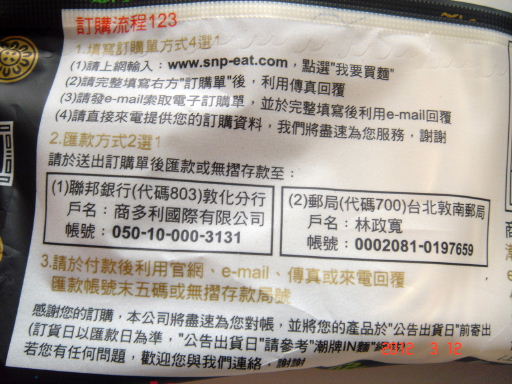 訂購流程123
1.填寫訂購單方式4選1
(1)請上網輸入：www.snp-eat.com，點選"我要買麵"
(2)請完整填寫右方"訂購單"後，利用傳真回覆
(3)請發e-mail索取電子訂購單，並於完整填寫後利用e-mail回覆
(4)請直接來電提供您的訂購資料，我們將盡速為您服務，謝謝
2.匯款方式2選1
請於送出訂購單後匯款或無摺存款至：
(1)聯邦銀行(代碼803)敦化分行
戶名：商多利國際有限公司
帳號：050-10-000-3131
(2)郵局(代碼700)台北敦南郵局
戶名：林政寬
帳號：0002081-0197659
3.請於付款後利用官網、e-mail、傳真或來電回覆
匯款帳號末五碼或無摺存款局號
感謝您的訂購，本公司將盡速為您對帳，並將您的產品於"公告出貨日"前寄出
(訂貨日以匯款日為準，"公告出貨日"請參考"潮牌IN麵"
若您有任何問題，歡迎您與我們連絡，謝謝
3 12